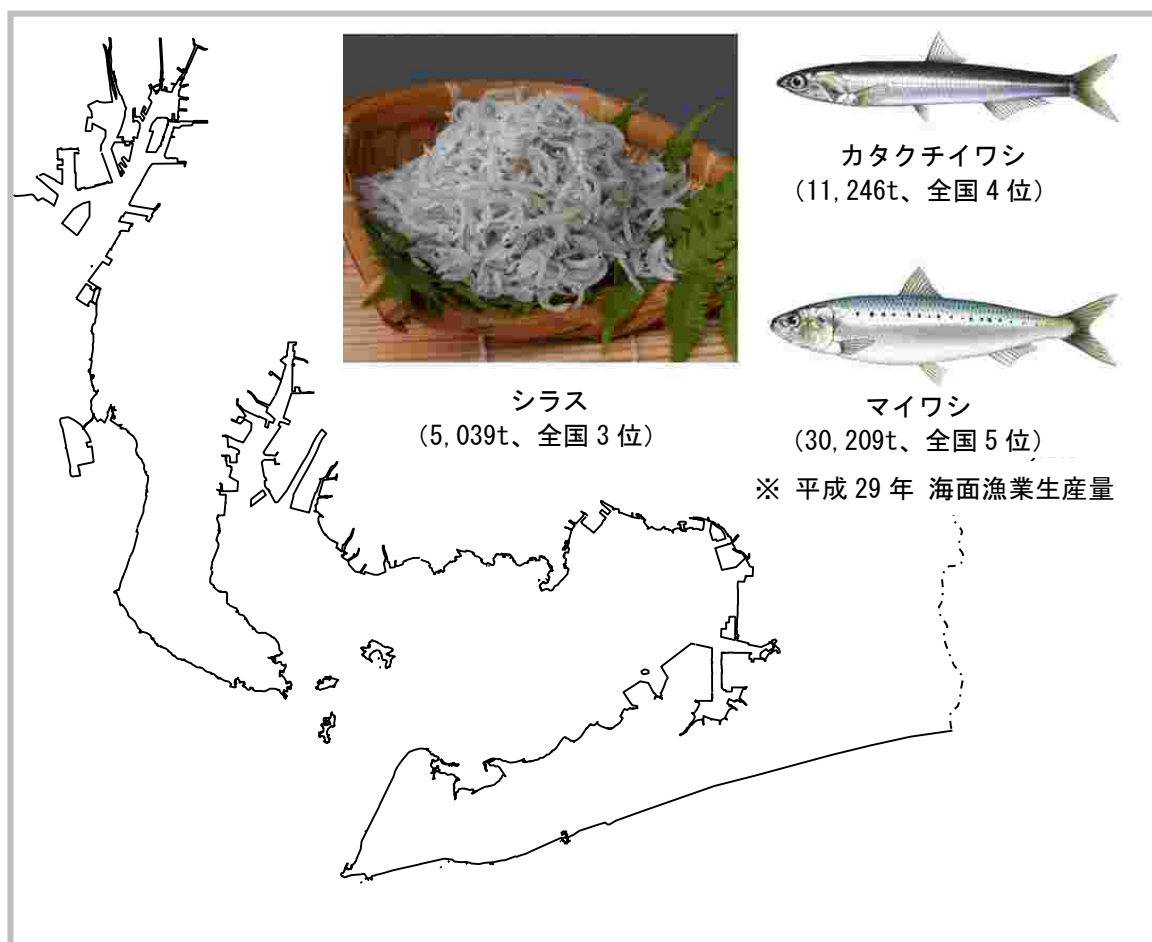 カタクチイワシ
(11,246t、全国4位)
シラス
(5,039t、全国3位)
マイワシ
(30,209t、全国5位)
※ 平成29年 海面漁業生産量